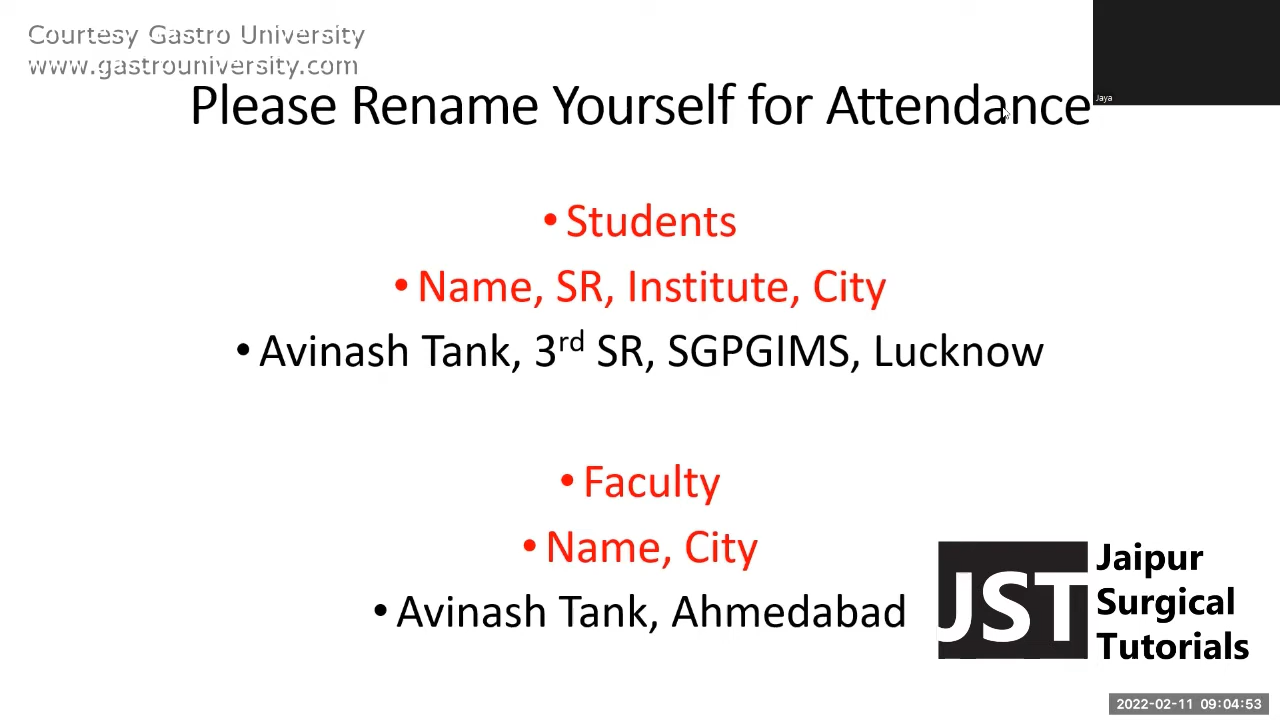 Courtesy Gastro University
www.gastrouniversity.com
Please Rename Yourself for Attendance
Jaya
• Students
• Name, SR, Institute, City
• Avinash Tank, 3rd SR, SGPGIMS, Lucknow
• Faculty
• Name, City
• Avinash Tank, Ahmedabad
JST
Jaipur
Surgical
Tutorials
2022-02-11 09:04:53